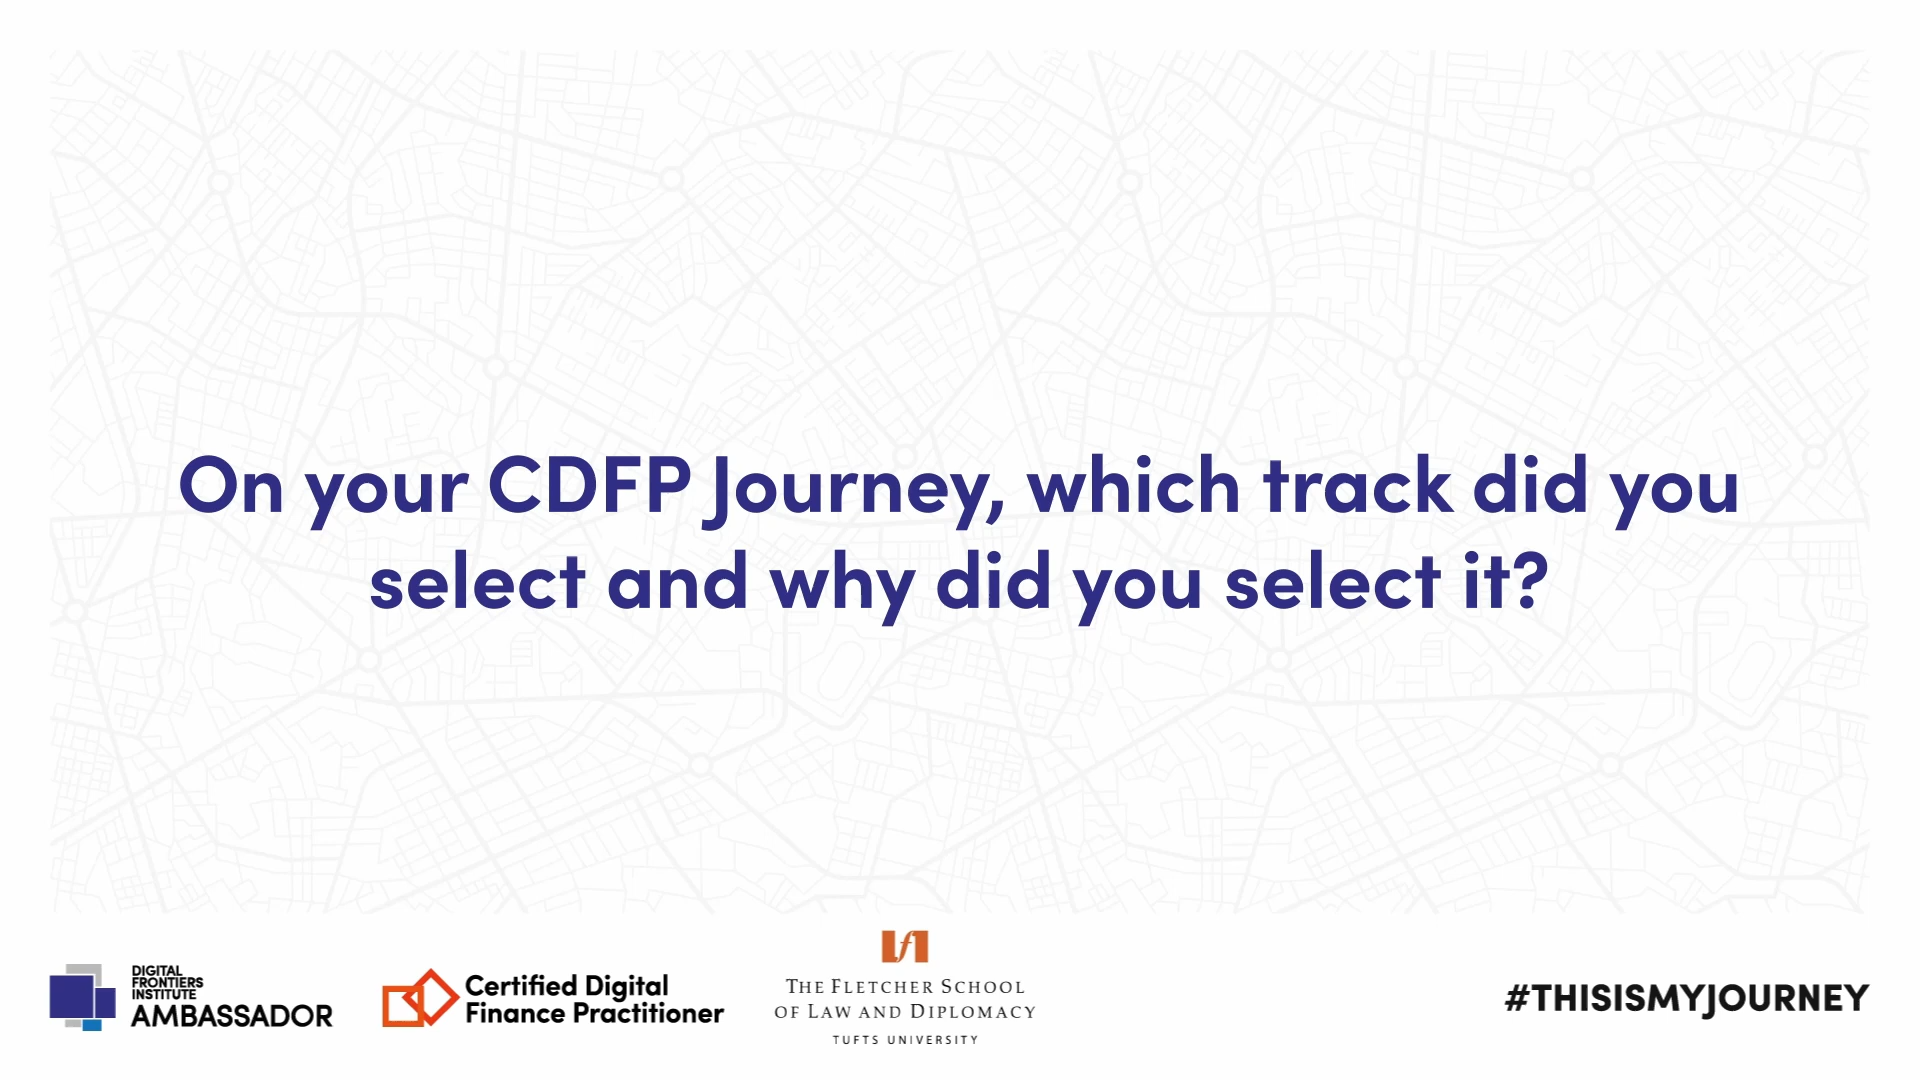 On your CDFP Journey, which track did you
select and why did you select it?
DIGITAL
FRONTIERS
INSTITUTE
AMBASSADOR
Certified Digital
Finance Practitioner
THE FLETCHER SCHOOL
OF LAW AND DIPLOMACY
TUFTS UNIVERSITY
#THISISMYJOURNEY